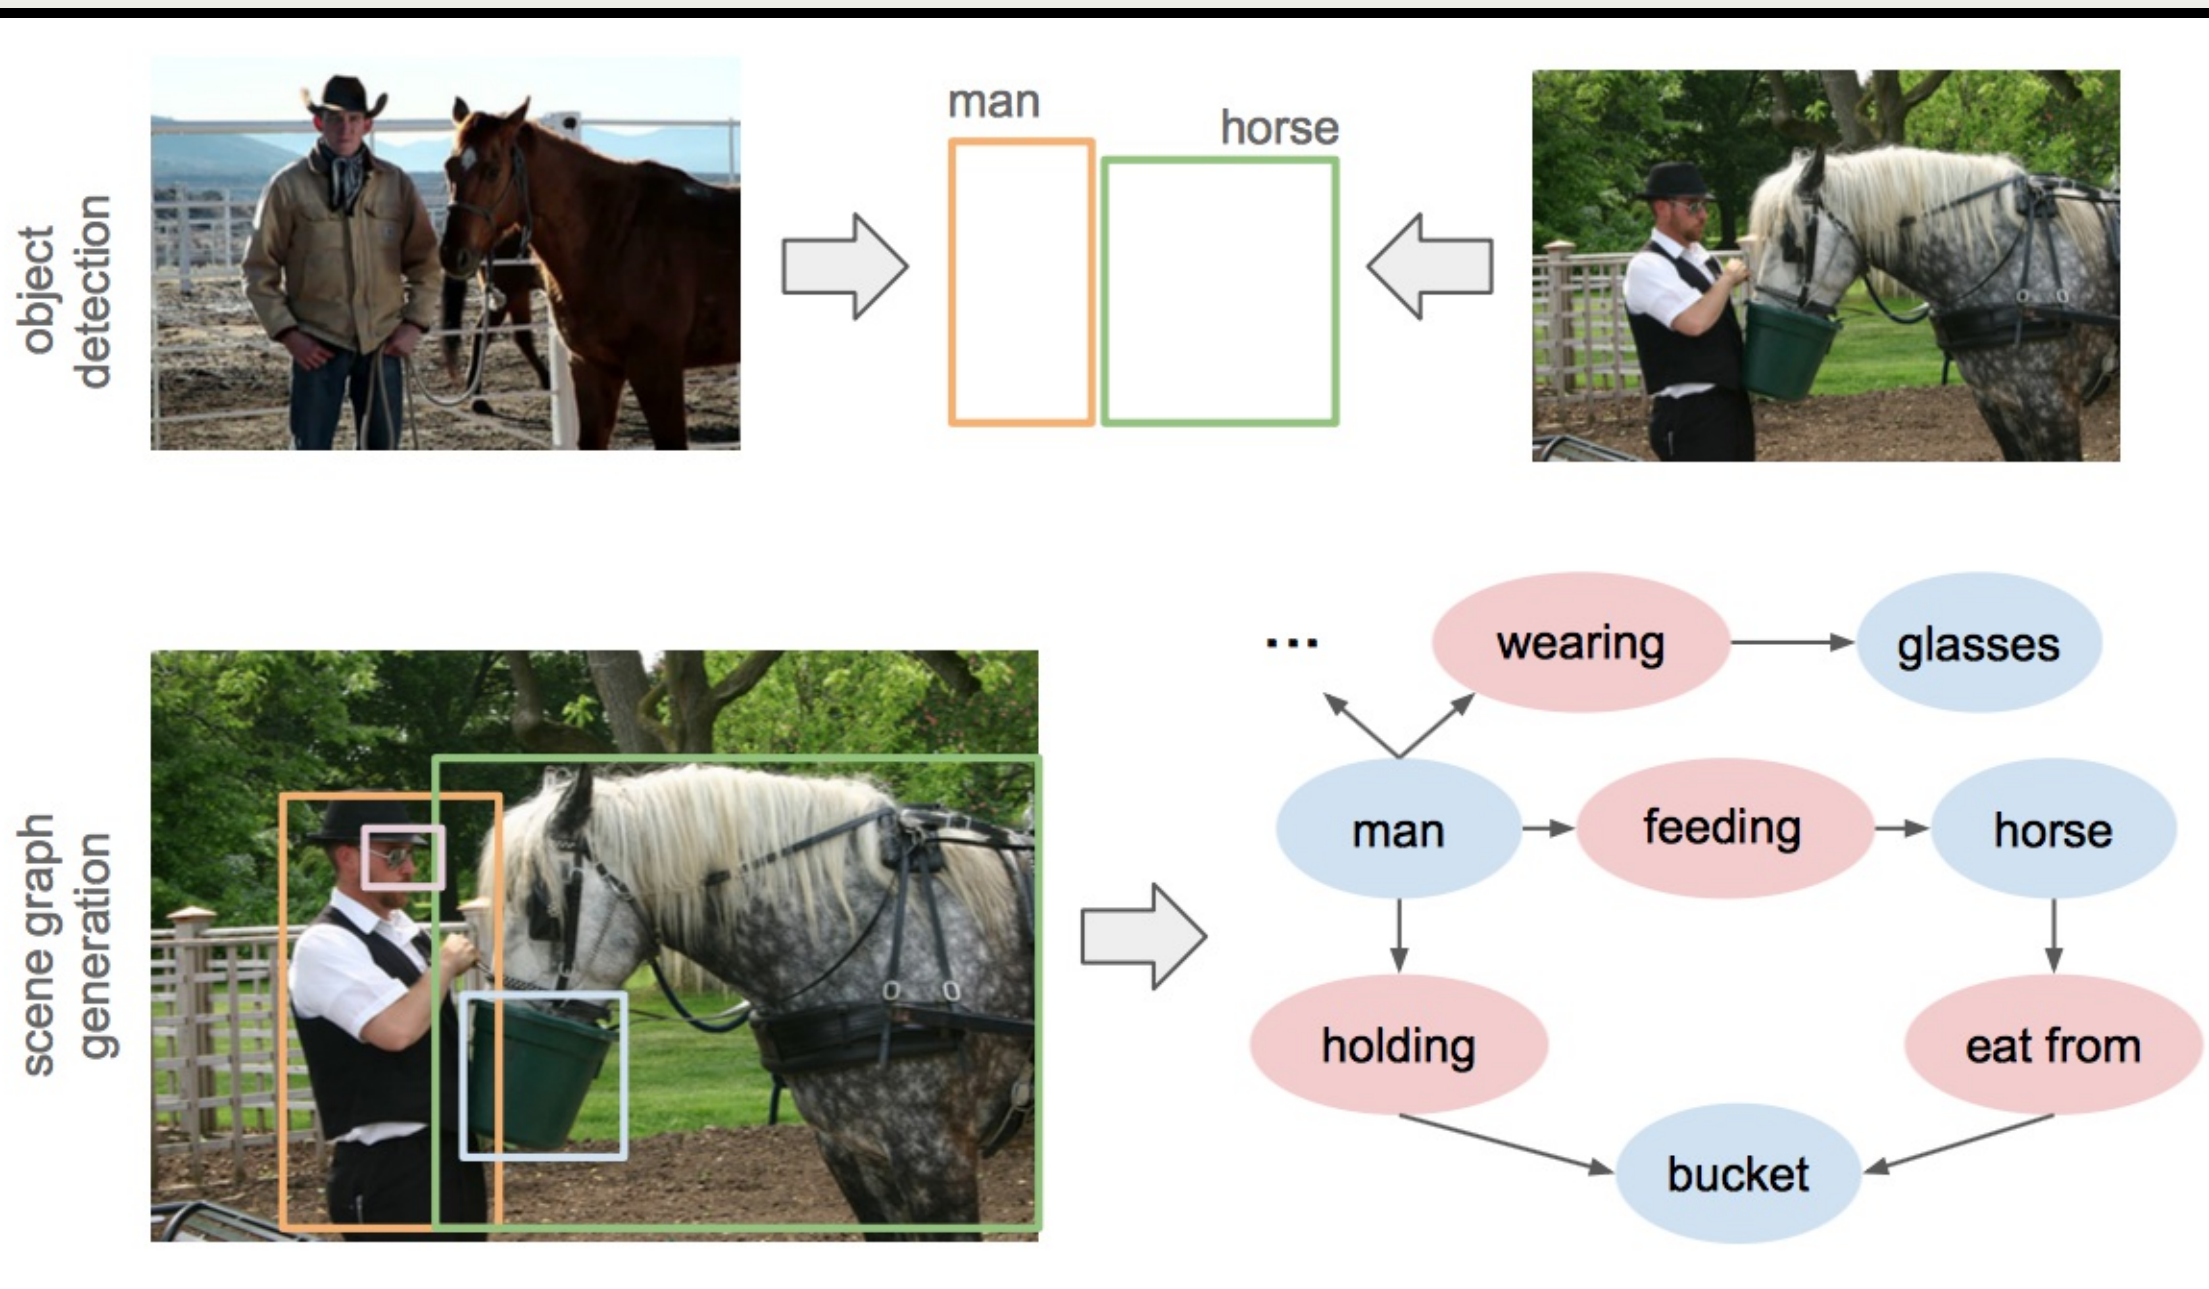 object
detection
man
horse
scene graph
generation
...
wearing
glasses
man
feeding
horse
holding
eat from
bucket